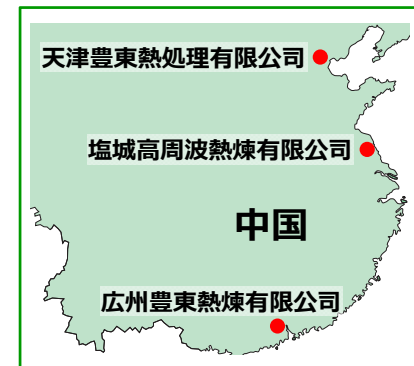 天津豊東熱処理有限公司
塩城高周波熱煉有限公司
中国
広州豊東熱煉有限公司